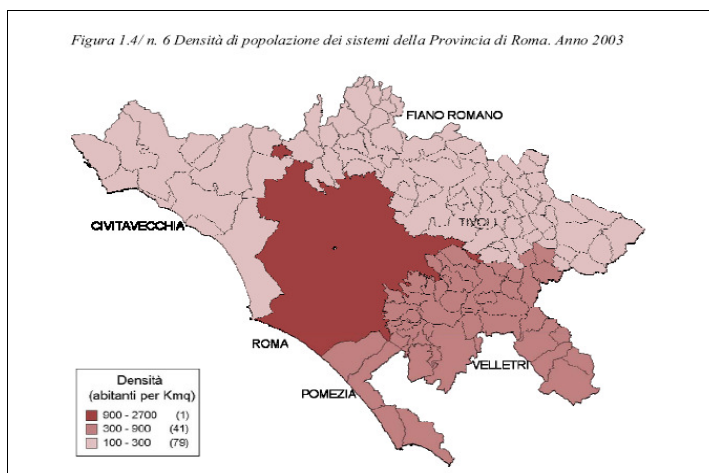 Figura 1.4/ n. 6 Densità di popolazione dei sistemi della Provincia di Roma. Anno 2003
FIANO ROMANO
TIVOLI
CIVITAVECCHIA
ROMA
VELLETRI
POMEZIA
Densità
(abitanti per Kmq)
900 - 2700 (1)
300 - 900 (41)
100 - 300 (79)